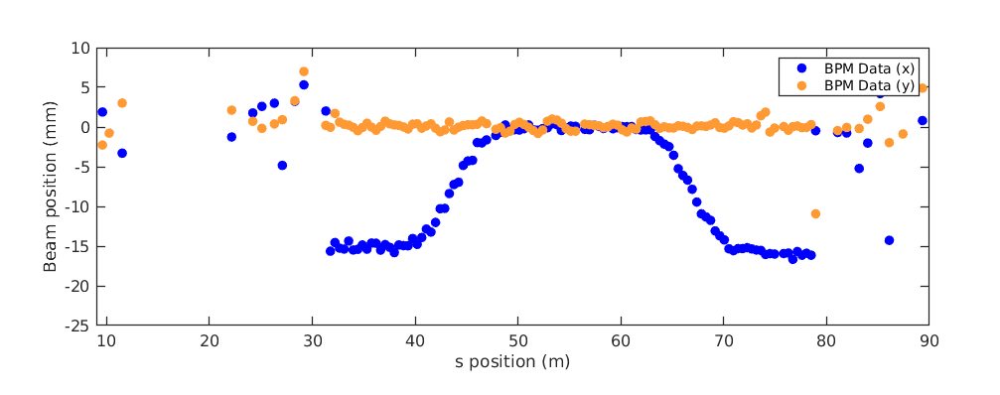 10
5
0
-5
-10
-15
-20
-25
Beam position (mm)
BPM Data (x)
BPM Data (y)
10 20 30 40 50 60 70 80 90
s position (m)